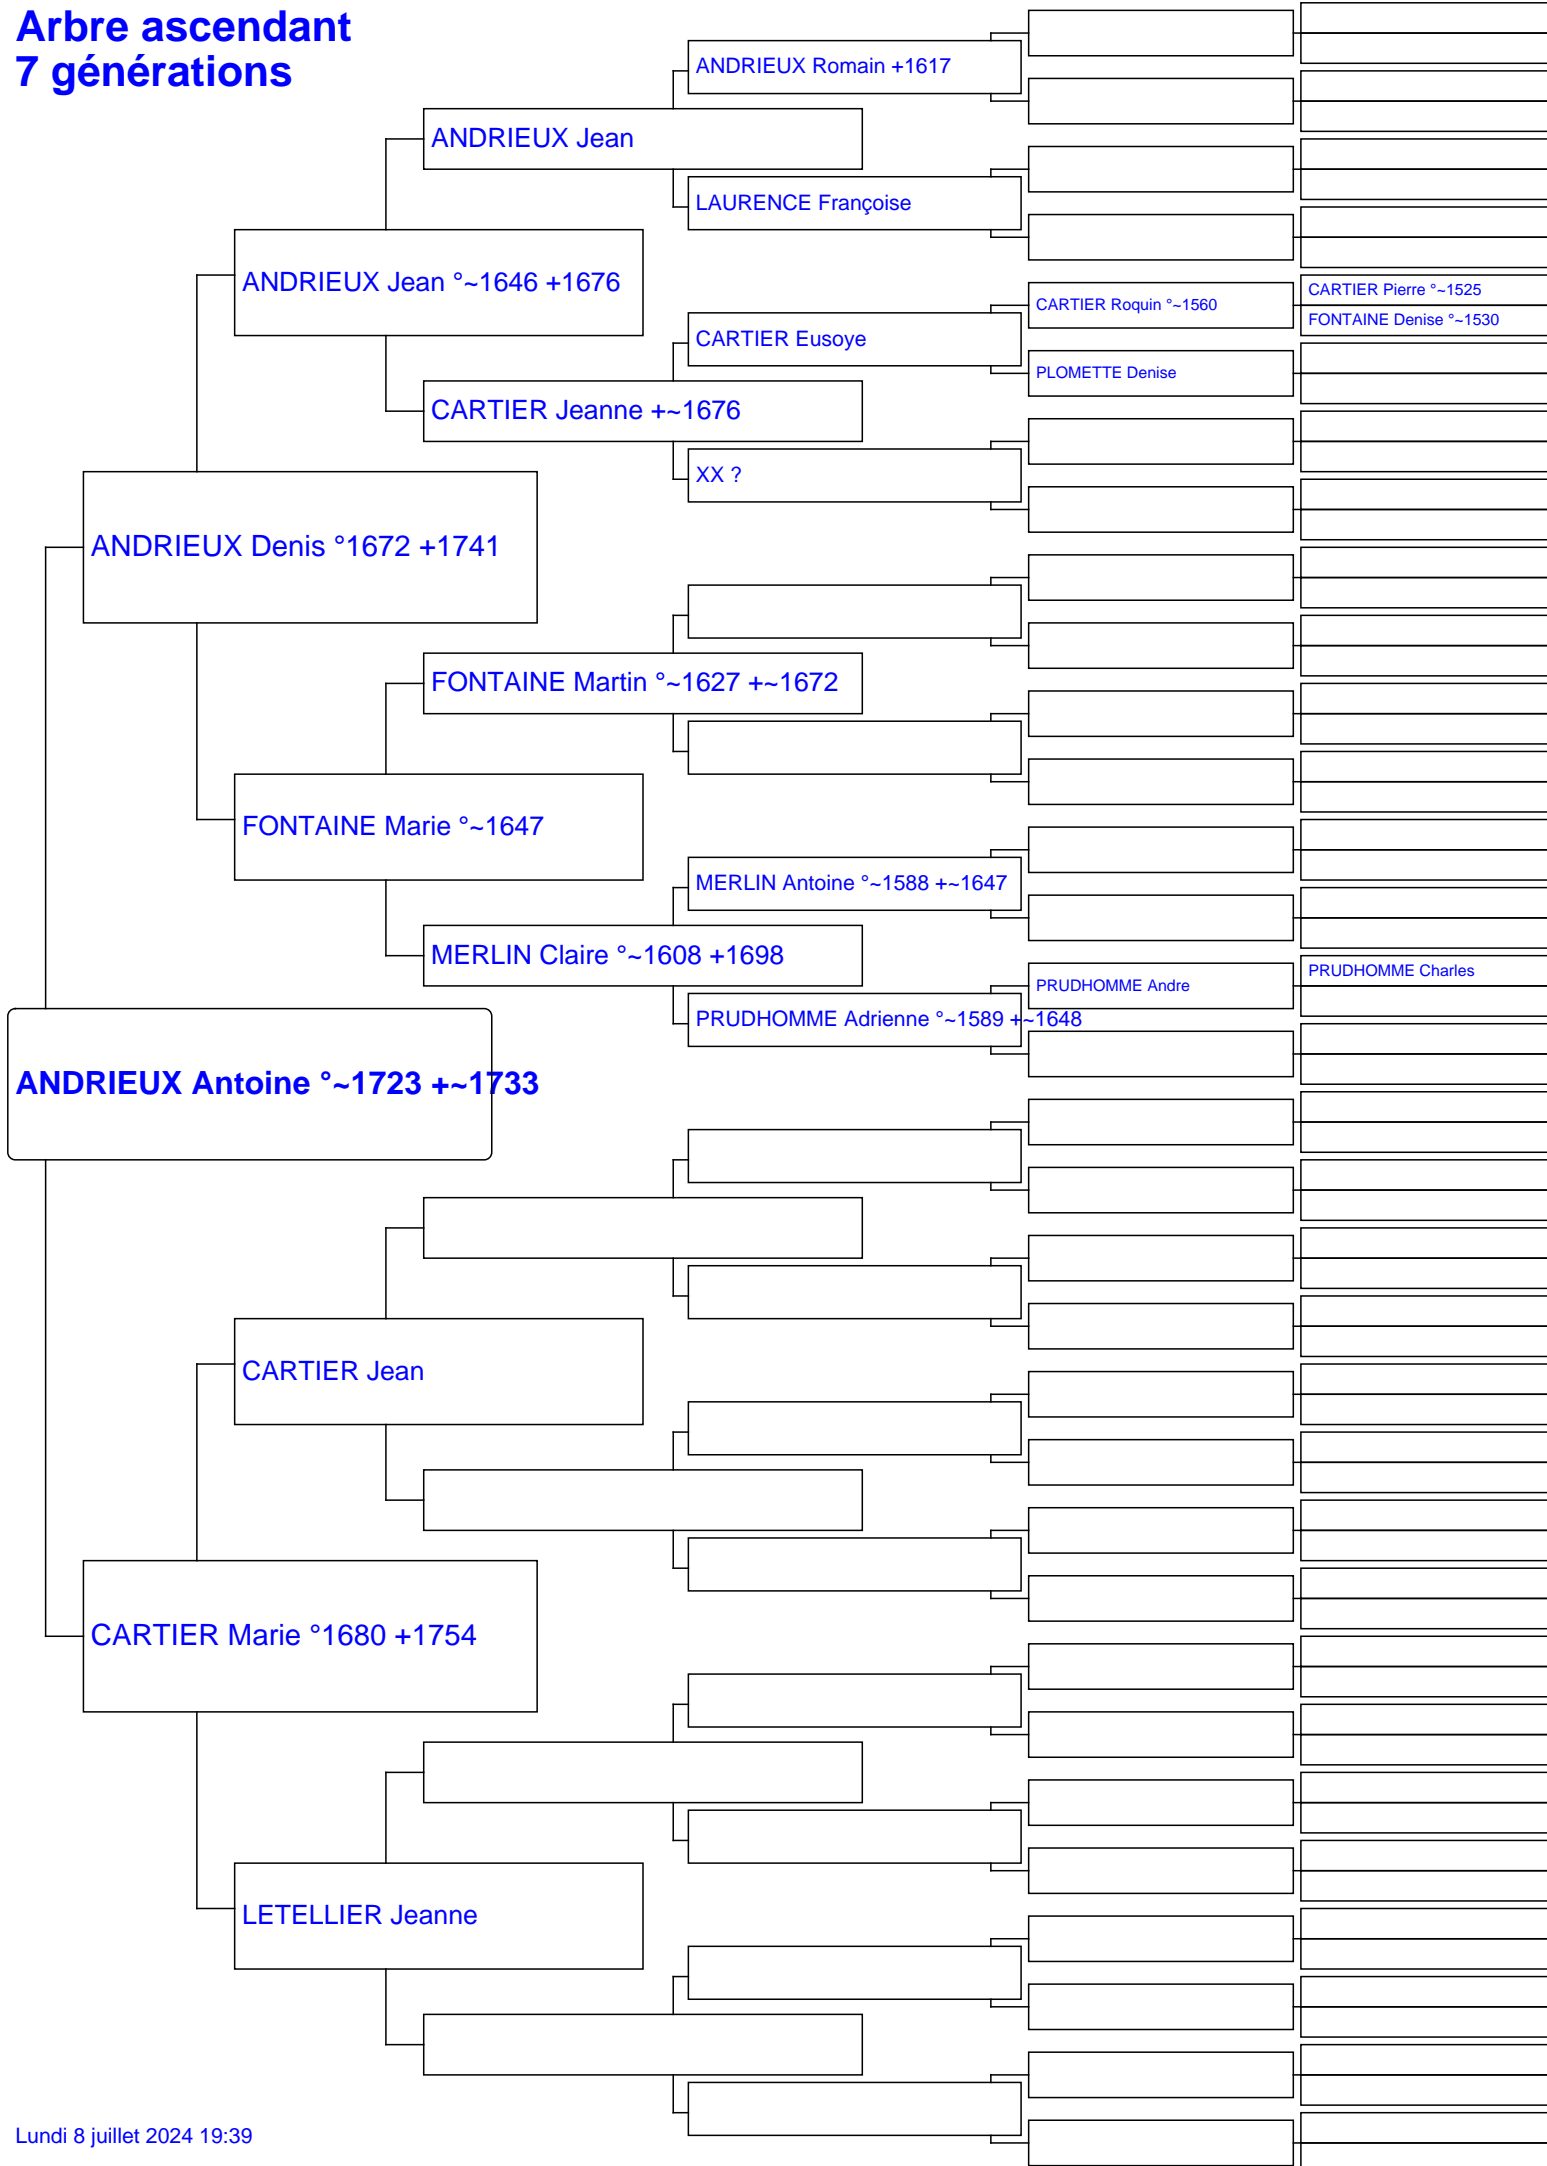 Arbre ascendant
7 générations
ANDRIEUX Romain +1617
ANDRIEUX Jean
LAURENCE Françoise
ANDRIEUX Jean °~1646 +1676
CARTIER Pierre °~1525
CARTIER Roquin °~1560
FONTAINE Denise °~1530
CARTIER Eusoye
PLOMETTE Denise
CARTIER Jeanne +~1676
XX ?
ANDRIEUX Denis °1672 +1741
FONTAINE Martin °~1627 +~1672
FONTAINE Marie °~1647
MERLIN Antoine °~1588 +~1647
MERLIN Claire °~1608 +1698
PRUDHOMME Charles
PRUDHOMME Andre
PRUDHOMME Adrienne °~1589 +~1648
ANDRIEUX Antoine °~1723 +~1733
CARTIER Jean
CARTIER Marie °1680 +1754
LETELLIER Jeanne
Lundi 8 juillet 2024 19:39